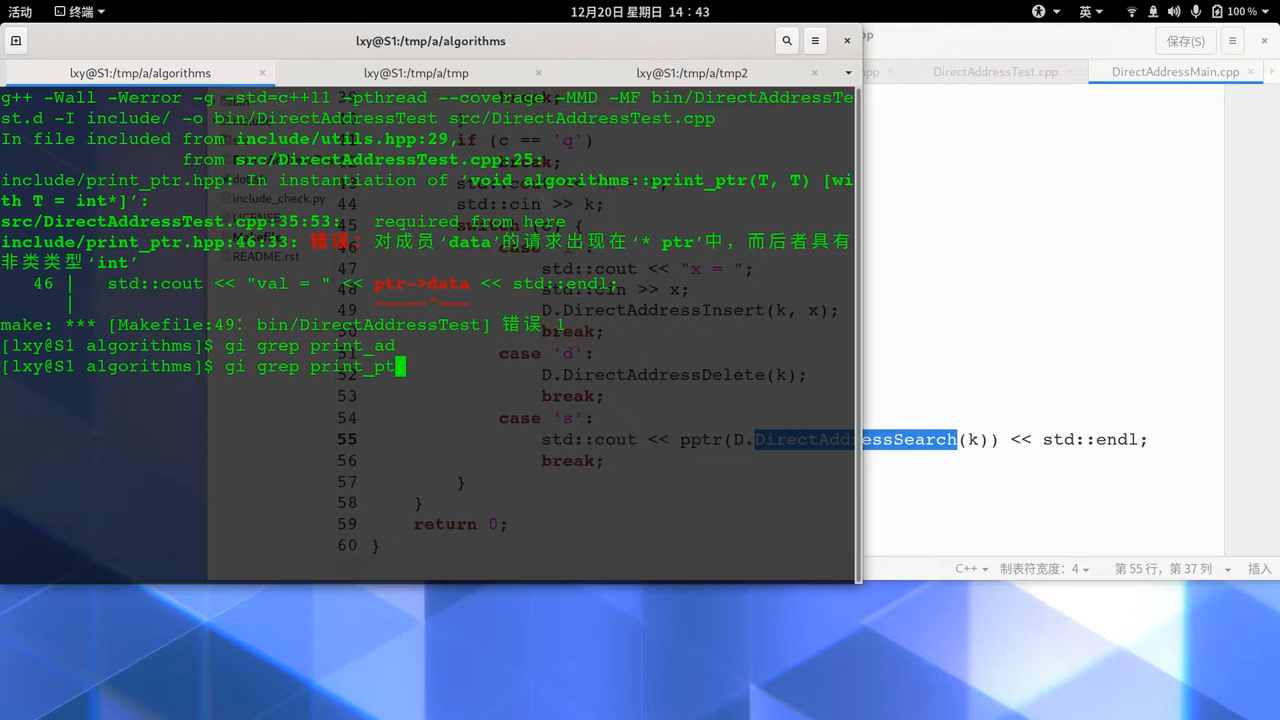 活动 终端 12月20日 星期日 14：43 英 100 %
lxy@S1:/tmp/a/algorithms 保存(S)
lxy@S1:/tmp/a/algorithms lxy@S1:/tmp/a/tmp lxy@S1:/tmp/a/tmp2 DirectAddressTest.cpp DirectAddressMain.cpp
g++ -Wall -Werror -g -std=c++11 -pthread --coverage -MMD -MF bin/DirectAddressTe
st.d -I include/ -o bin/DirectAddressTest src/DirectAddressTest.cpp
In file included from include/utils.hpp:29,
from src/DirectAddressTest.cpp:25:
include/print_ptr.hpp: In instantiation of ‘void algorithms::print_ptr(T, T) [wi
th T = int*]’:
src/DirectAddressTest.cpp:35:53:   required from here
include/print_ptr.hpp:46:33: 错误：对成员‘data’的请求出现在‘* ptr’中，而后者具有
非类类型‘int’
46 |   std::cout << "val = " << ptr->data << std::endl;
|                            ~~~~~^~~~
make: *** [Makefile:49：bin/DirectAddressTest] 错误 1
[lxy@S1 algorithms]$ gi grep print_ad
[lxy@S1 algorithms]$ gi grep print_pt
if (c == 'q')
break;
std::cin >> k;
switch (c) {
include_check.py
LICENSE
README.rst
47 std::cout << "x = ";
48 std::cin >> x;
49 D.DirectAddressInsert(k, x);
50 break;
51 case 'd':
52 D.DirectAddressDelete(k);
53 break;
54 case 's':
55 std::cout << pptr(D.DirectAddressSearch(k)) << std::endl;
56 break;
57 }
58 }
59 return 0;
60 }
C++ 制表符宽度：4 第 55 行，第 37 列 插入